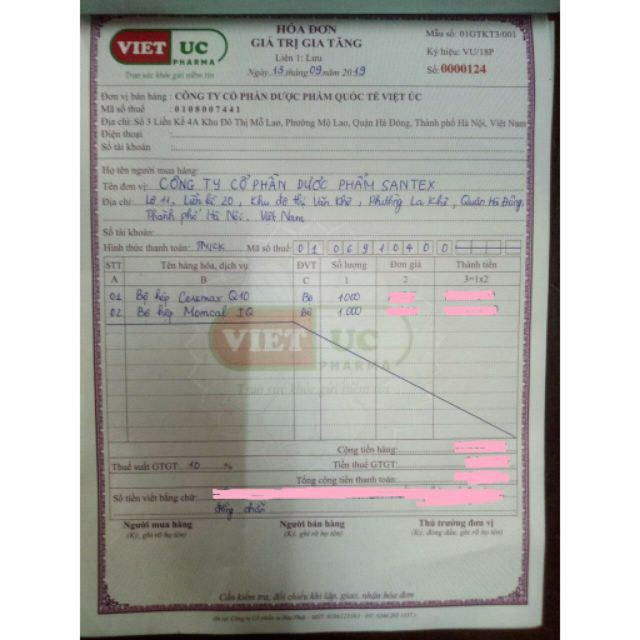 HÓA ĐƠN
GIÁ TRỊ GIA TĂNG
Liên 1: Lưu
Ngày 13 tháng 09 năm 2019
Mẫu số: 01GTKT3/001
Ký hiệu: VU/18P
Số: 0000124
VIET UC
PHARMA
Trao sức khỏe gửi niềm tin
Đơn vị bán hàng : CÔNG TY CỔ PHẦN DƯỢC PHẨM QUỐC TẾ VIỆT ÚC
Mã số thuế : 0108007441
Địa chỉ: Số 3 Liền Kề 4A Khu Đô Thị Mỗ Lao, Phường Mộ Lao, Quận Hà Đông, Thành phố Hà Nội, Việt Nam
Điện thoại :
Số tài khoản :
Họ tên người mua hàng:
Tên đơn vị: CÔNG TY CỔ PHẦN DƯỢC PHẨM SANTEX
Địa chỉ: Lô 11, Liền kề 20, Khu đô thị Văn Khê, Phường La Khê, Quận Hà Đông,
Thành phố Hà Nội. Việt Nam
Số tài khoản:
Hình thức thanh toán: TM/CK Mã số thuế: 0 1 0 6 9 1 0 4 0 0
STT Tên hàng hóa, dịch vụ ĐVT Số lượng Đơn giá Thành tiền
A B C 1 2 3=1x2
01 Bộ hộp Ceremax Q10 Bộ 1000
02 Bộ hộp Momcal IQ Bộ 1.000
VIET UC
PHARMA
Trao sức khỏe gửi niềm tin
Cộng tiền hàng:
Thuế suất GTGT: 10 % Tiền thuế GTGT:
Tổng cộng tiền thanh toán:
Số tiền viết bằng chữ:
đồng chẵn
Người mua hàng Người bán hàng Thủ trưởng đơn vị
(Ký, ghi rõ họ tên) (Ký, ghi rõ họ tên) (Ký, đóng dấu, ghi rõ họ tên)
Cần kiểm tra, đối chiếu khi lập, giao, nhận hóa đơn